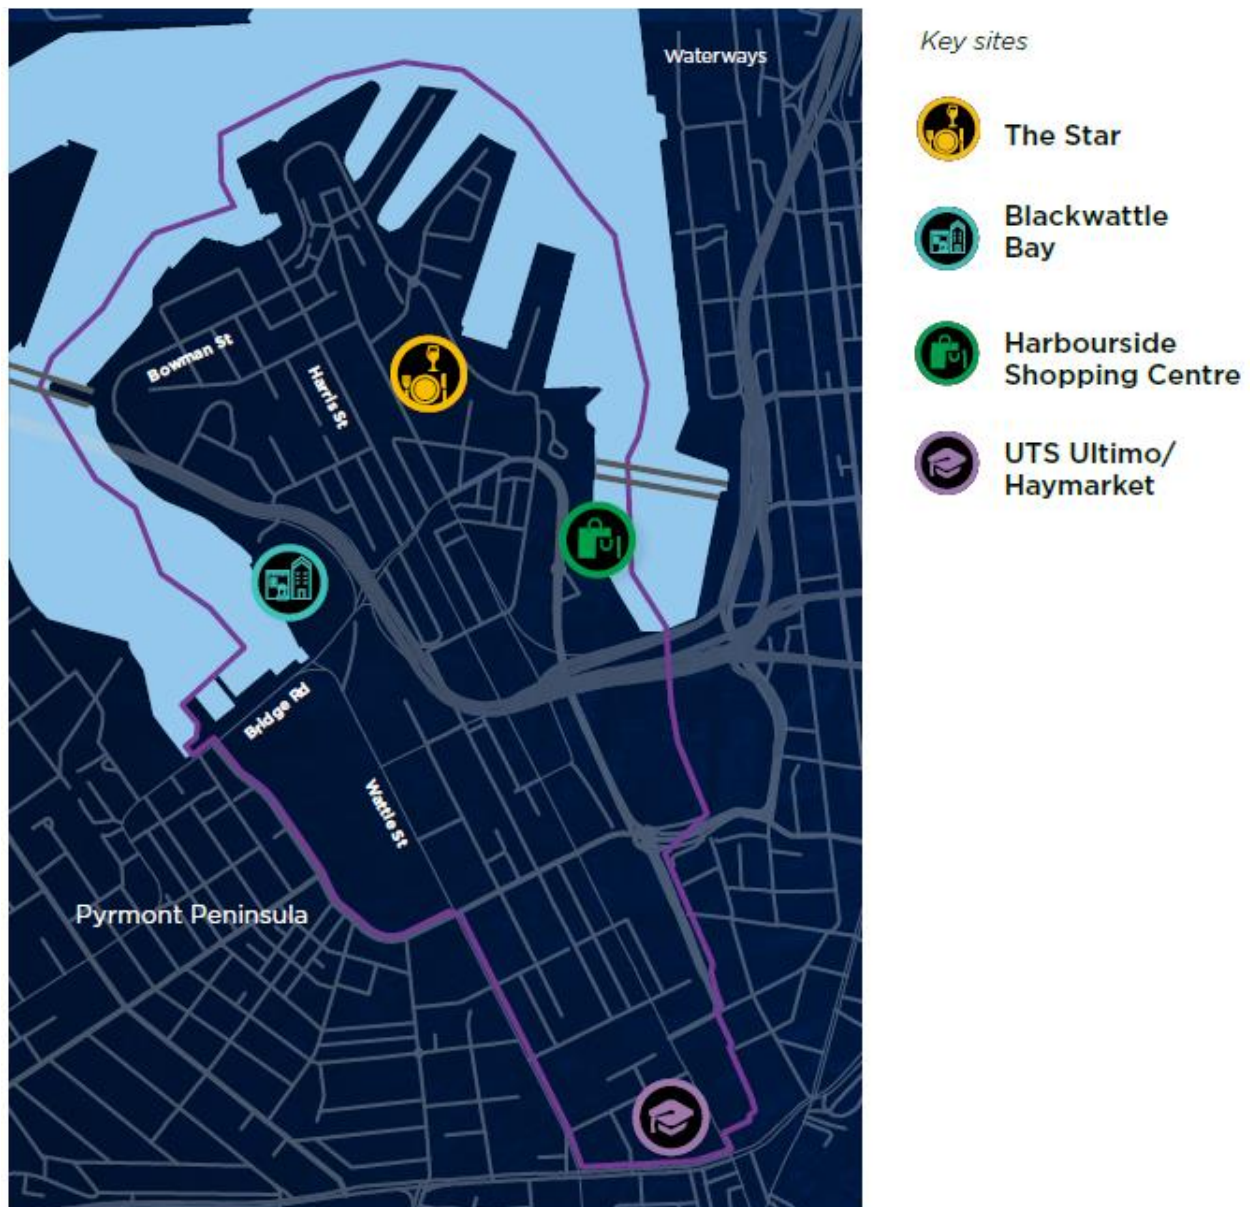 Waterways
Bowman St
Harris St
Bridge Rd
Wattle St
Pyrmont Peninsula
Key sites
The Star
Blackwattle
Bay
Harbourside
Shopping Centre
UTS Ultimo/
Haymarket